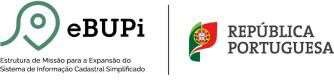 eBUPi
Estrutura de Missão para a Expansão do
Sistema de Informação Cadastral Simplificado
REPÚBLICA
PORTUGUESA